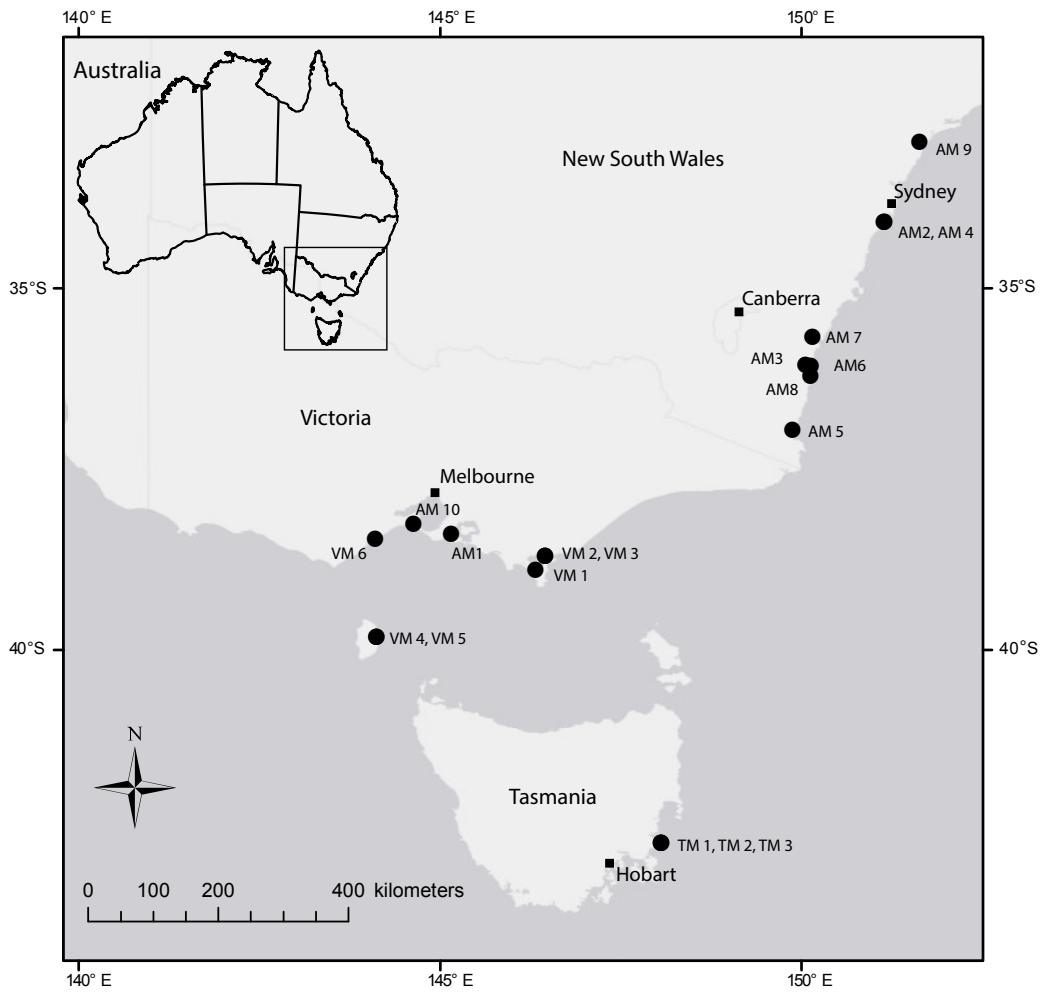 140° E 145° E 150° E
Australia
New South Wales
AM 9
Sydney
AM2, AM 4
35°S 35°S
Canberra
AM 7
AM3 AM6
AM8
Victoria
AM 5
Melbourne
AM 10
VM 6 AM1 VM 2, VM 3
VM 1
VM 4, VM 5
40°S 40°S
N
Tasmania
TM 1, TM 2, TM 3
Hobart
0 100 200 400 kilometers
140° E 145° E 150° E